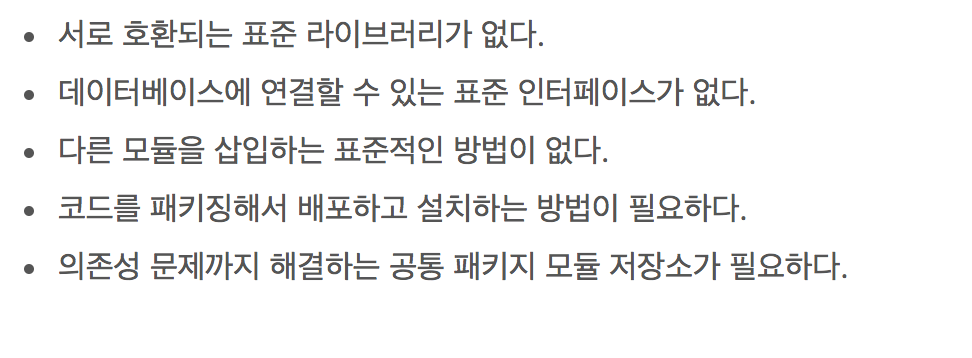 • 서로 호환되는 표준 라이브러리가 없다.
• 데이터베이스에 연결할 수 있는 표준 인터페이스가 없다.
• 다른 모듈을 삽입하는 표준적인 방법이 없다.
• 코드를 패키징해서 배포하고 설치하는 방법이 필요하다.
• 의존성 문제까지 해결하는 공통 패키지 모듈 저장소가 필요하다.